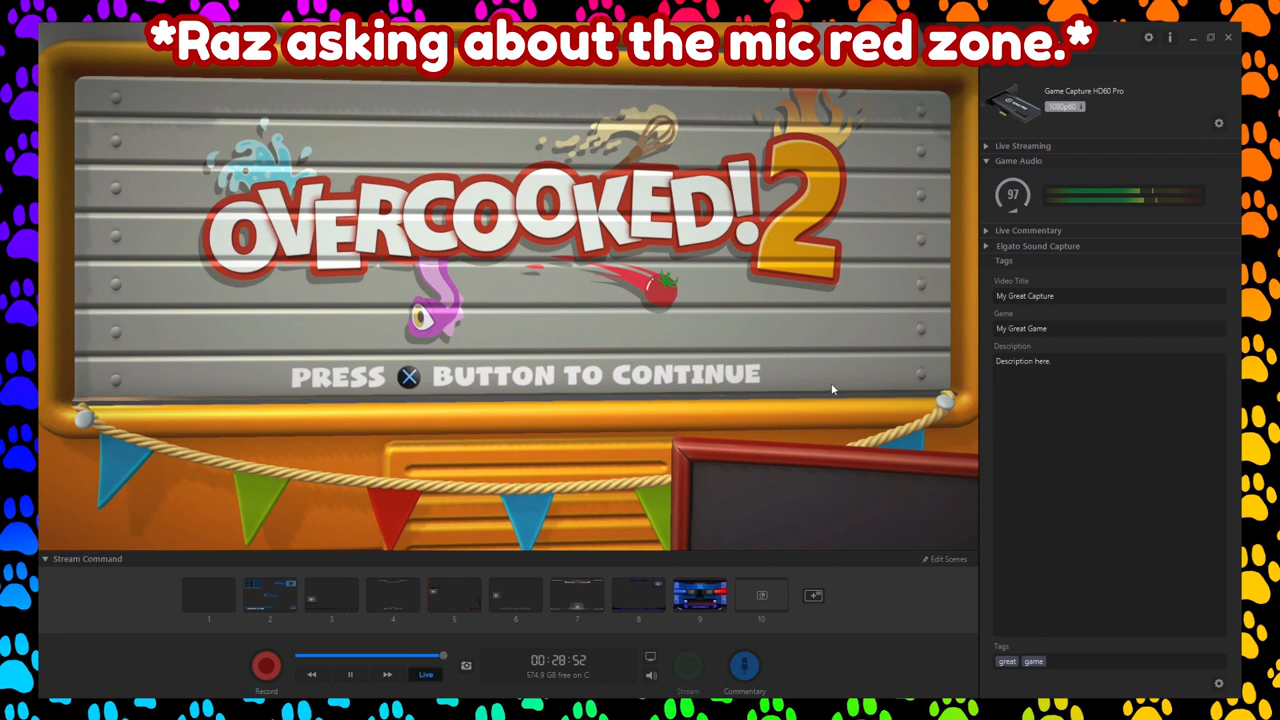 *Raz asking about the mic red zone.*
Game Capture HD60 Pro
1080p60
Live Streaming
Game Audio
97
Live Commentary
Elgato Sound Capture
Tags
Video Title
My Great Capture
Game
My Great Game
Description
Description here.
OVERCOOKED! 2
PRESS X BUTTON TO CONTINUE
Stream Command
Edit Scenes
1 2 3 4 5 6 7 8 9 10
Live
00:28:52
574.9 GB free on C:
Record
Stream
Commentary
Tags
great game